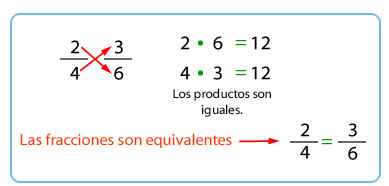 2/4 3/6
2 • 6 = 12
4 • 3 = 12
Los productos son
iguales.
Las fracciones son equivalentes 2/4 = 3/6